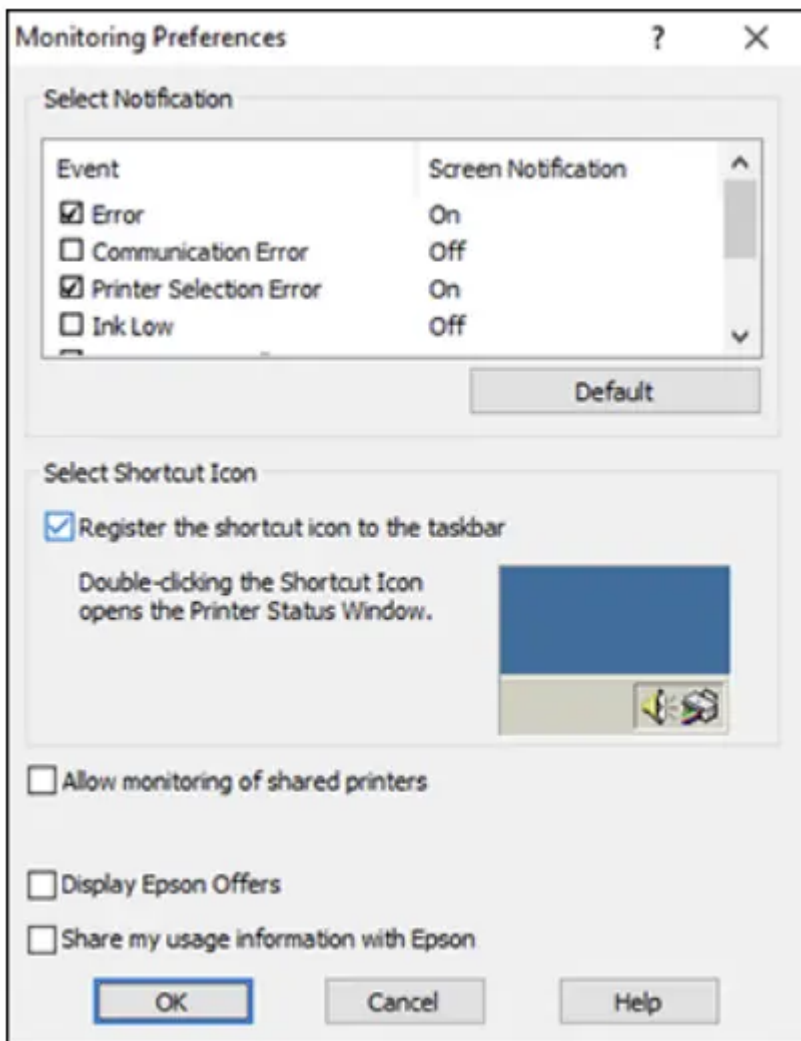 Monitoring Preferences ? ×
Select Notification
Event Screen Notification
Error On
Communication Error Off
Printer Selection Error On
Ink Low Off
Default
Select Shortcut Icon
Register the shortcut icon to the taskbar
Double-clicking the Shortcut Icon
opens the Printer Status Window.
Allow monitoring of shared printers
Display Epson Offers
Share my usage information with Epson
OK Cancel Help